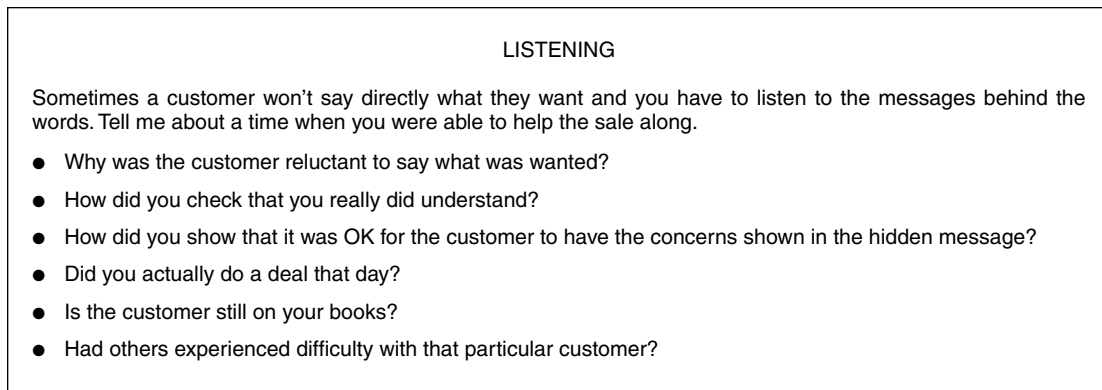 LISTENING
Sometimes a customer won't say directly what they want and you have to listen to the messages behind the
words. Tell me about a time when you were able to help the sale along.
● Why was the customer reluctant to say what was wanted?
● How did you check that you really did understand?
● How did you show that it was OK for the customer to have the concerns shown in the hidden message?
● Did you actually do a deal that day?
● Is the customer still on your books?
● Had others experienced difficulty with that particular customer?